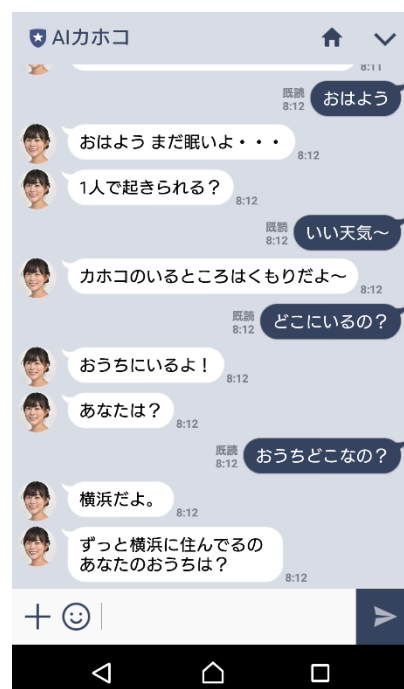 AIカホコ
8:11
既読
8:12
おはよう
おはよう まだ眠いよ・・・
8:12
1人で起きられる？
8:12
既読
8:12
いい天気～
カホコのいるところはくもりだよ～
8:12
既読
8:12
どこにいるの？
おうちにいるよ！
8:12
あなたは？
8:12
既読
8:12
おうちどこなの？
横浜だよ。
8:12
ずっと横浜に住んでるの
あなたのおうちは？
8:12